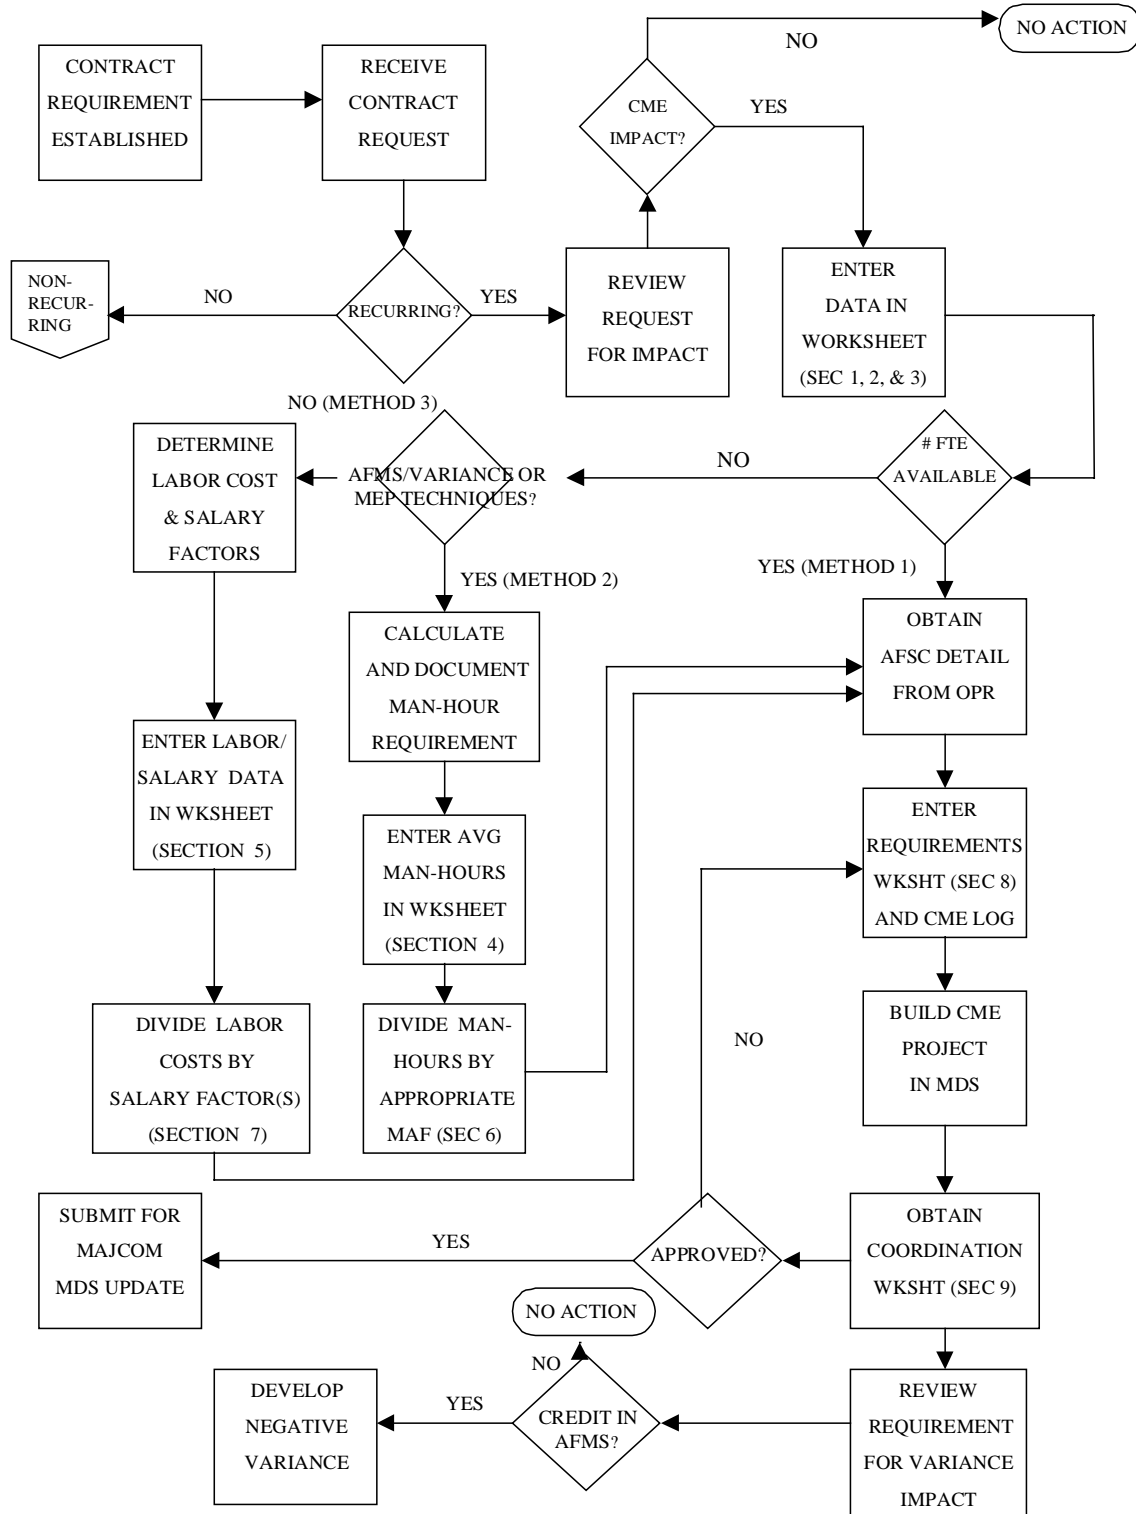 NO ACTION
NO
CONTRACT
REQUIREMENT
ESTABLISHED
RECEIVE
CONTRACT
REQUEST
CME
IMPACT?
YES
NON-
RECUR-
RING
NO
RECURRING?
YES
REVIEW
REQUEST
FOR IMPACT
ENTER
DATA IN
WORKSHEET
(SEC 1, 2, & 3)
NO (METHOD 3)
DETERMINE
LABOR COST
& SALARY
FACTORS
AFMS/VARIANCE OR
MEP TECHNIQUES?
NO
# FTE
AVAILABLE
YES (METHOD 2)
YES (METHOD 1)
CALCULATE
AND DOCUMENT
MAN-HOUR
REQUIREMENT
OBTAIN
AFSC DETAIL
FROM OPR
ENTER LABOR/
SALARY DATA
IN WKSHEET
(SECTION 5)
ENTER AVG
MAN-HOURS
IN WKSHEET
(SECTION 4)
ENTER
REQUIREMENTS
WKSHT (SEC 8)
AND CME LOG
DIVIDE LABOR
COSTS BY
SALARY FACTOR(S)
(SECTION 7)
DIVIDE MAN-
HOURS BY
APPROPRIATE
MAF (SEC 6)
NO
BUILD CME
PROJECT
IN MDS
SUBMIT FOR
MAJCOM
MDS UPDATE
YES
APPROVED?
OBTAIN
COORDINATION
WKSHT (SEC 9)
NO ACTION
NO
DEVELOP
NEGATIVE
VARIANCE
YES
CREDIT IN
AFMS?
REVIEW
REQUIREMENT
FOR VARIANCE
IMPACT